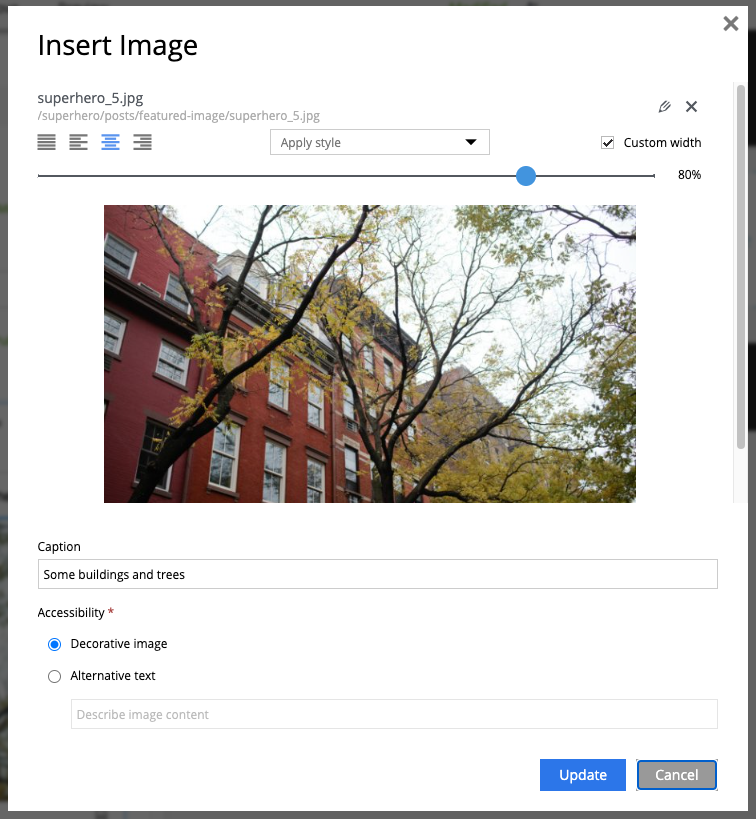 Insert Image
superhero_5.jpg
/superhero/posts/featured-image/superhero_5.jpg
Apply style
Custom width
80%
Caption
Some buildings and trees
Accessibility *
Decorative image
Alternative text
Describe image content
Update
Cancel